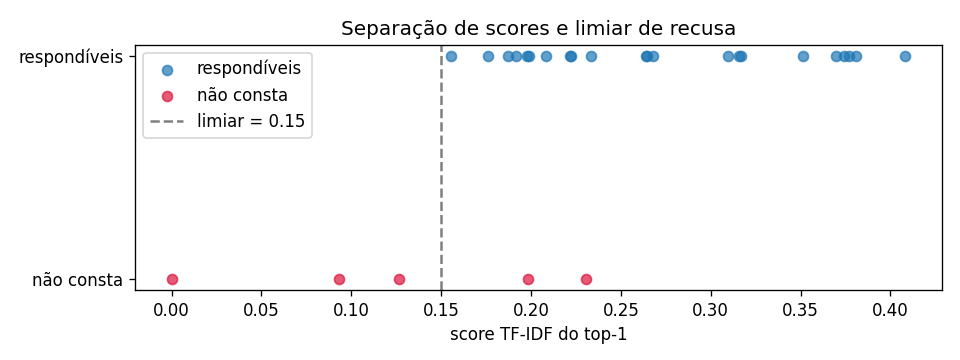 Separação de scores e limiar de recusa
respondíveis
respondíveis
não consta
limiar = 0.15
não consta
0.00 0.05 0.10 0.15 0.20 0.25 0.30 0.35 0.40
score TF-IDF do top-1